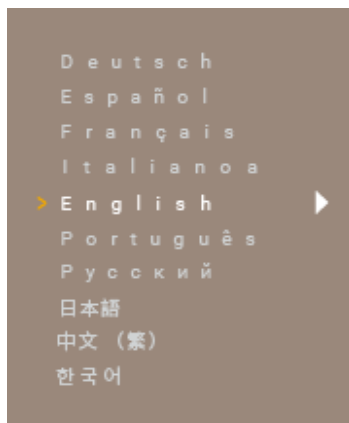 Deutsch
Español
Français
Italianoa
> English
Português
Русский
日本語
中文 （繁）
한국어